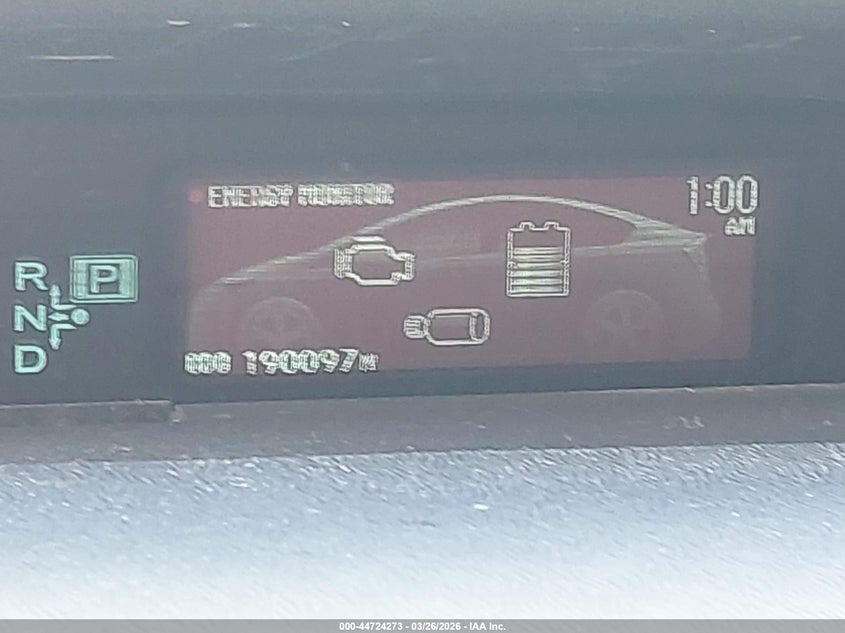 ENERGY MONITOR
1:00
AM
R P
N
D
ODO 190097
000-44724273 - 03/26/2026 - IAA Inc.